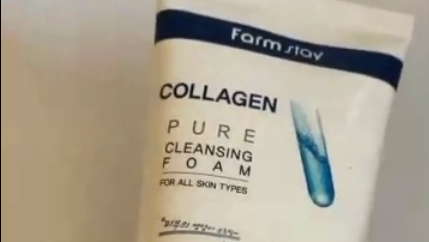 Farm stay
COLLAGEN
PURE
CLEANSING
FOAM
FOR ALL SKIN TYPES